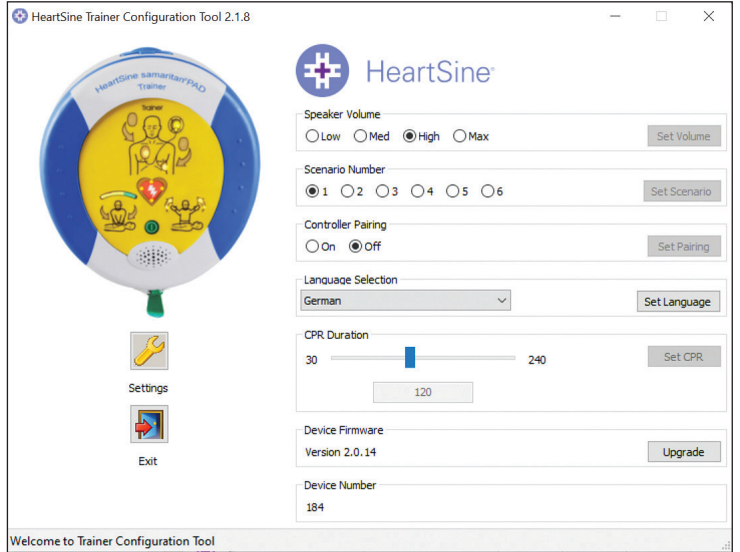 HeartSine Trainer Configuration Tool 2.1.8
HeartSine samaritan PAD
Trainer
Trainer
HeartSine
Speaker Volume
Low Med High Max
Set Volume
Scenario Number
1 2 3 4 5 6
Set Scenario
Controller Pairing
On Off
Set Pairing
Language Selection
German
Set Language
CPR Duration
30 240
Set CPR
120
Settings
Device Firmware
Version 2.0.14
Upgrade
Exit
Device Number
184
Welcome to Trainer Configuration Tool